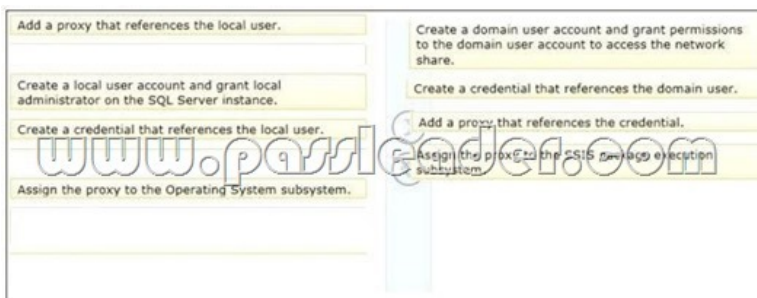 Add a proxy that references the local user.
Create a local user account and grant local
administrator on the SQL Server instance.
Create a credential that references the local user.
Assign the proxy to the Operating System subsystem.
Create a domain user account and grant permissions
to the domain user account to access the network
share.
Create a credential that references the domain user.
Add a proxy that references the credential.
Assign the proxy to the SSIS package execution
subsystem.
www.passleader.com